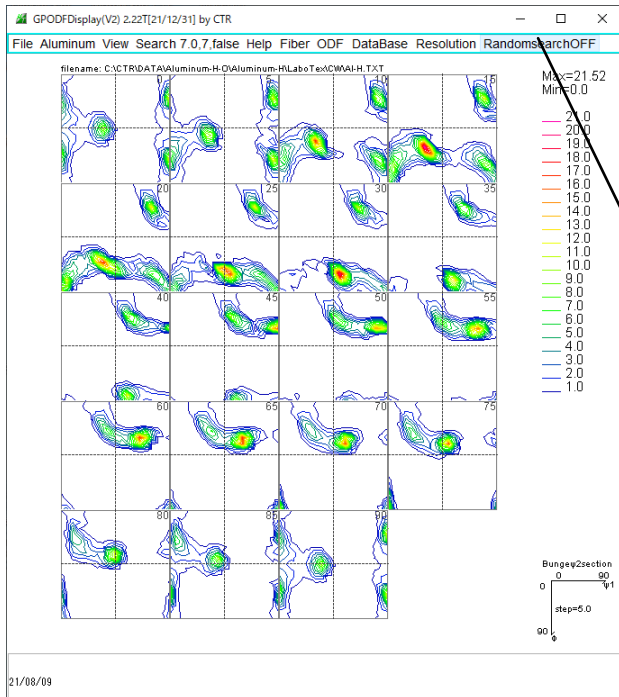 GPODFDisplay(V2) 2.22T[21/12/31] by CTR
File Aluminum View Search 7.0,7,false Help Fiber ODF DataBase Resolution RandomsearchOFF
filename: C:\CTR\DATA\Aluminum-H-O\Aluminum-H\LaboTex\CW\Al-H.TXT
Max=21.52
Min=0.0
0 5 10 15
20 25 30 35
40 45 50 55
60 65 70 75
80 85 90
21.0
20.0
19.0
18.0
17.0
16.0
15.0
14.0
13.0
12.0
11.0
10.0
9.0
8.0
7.0
6.0
5.0
4.0
3.0
2.0
1.0
Bungeψ2section
0 90
0 ψ1
step=5.0
90 Φ
21/08/09